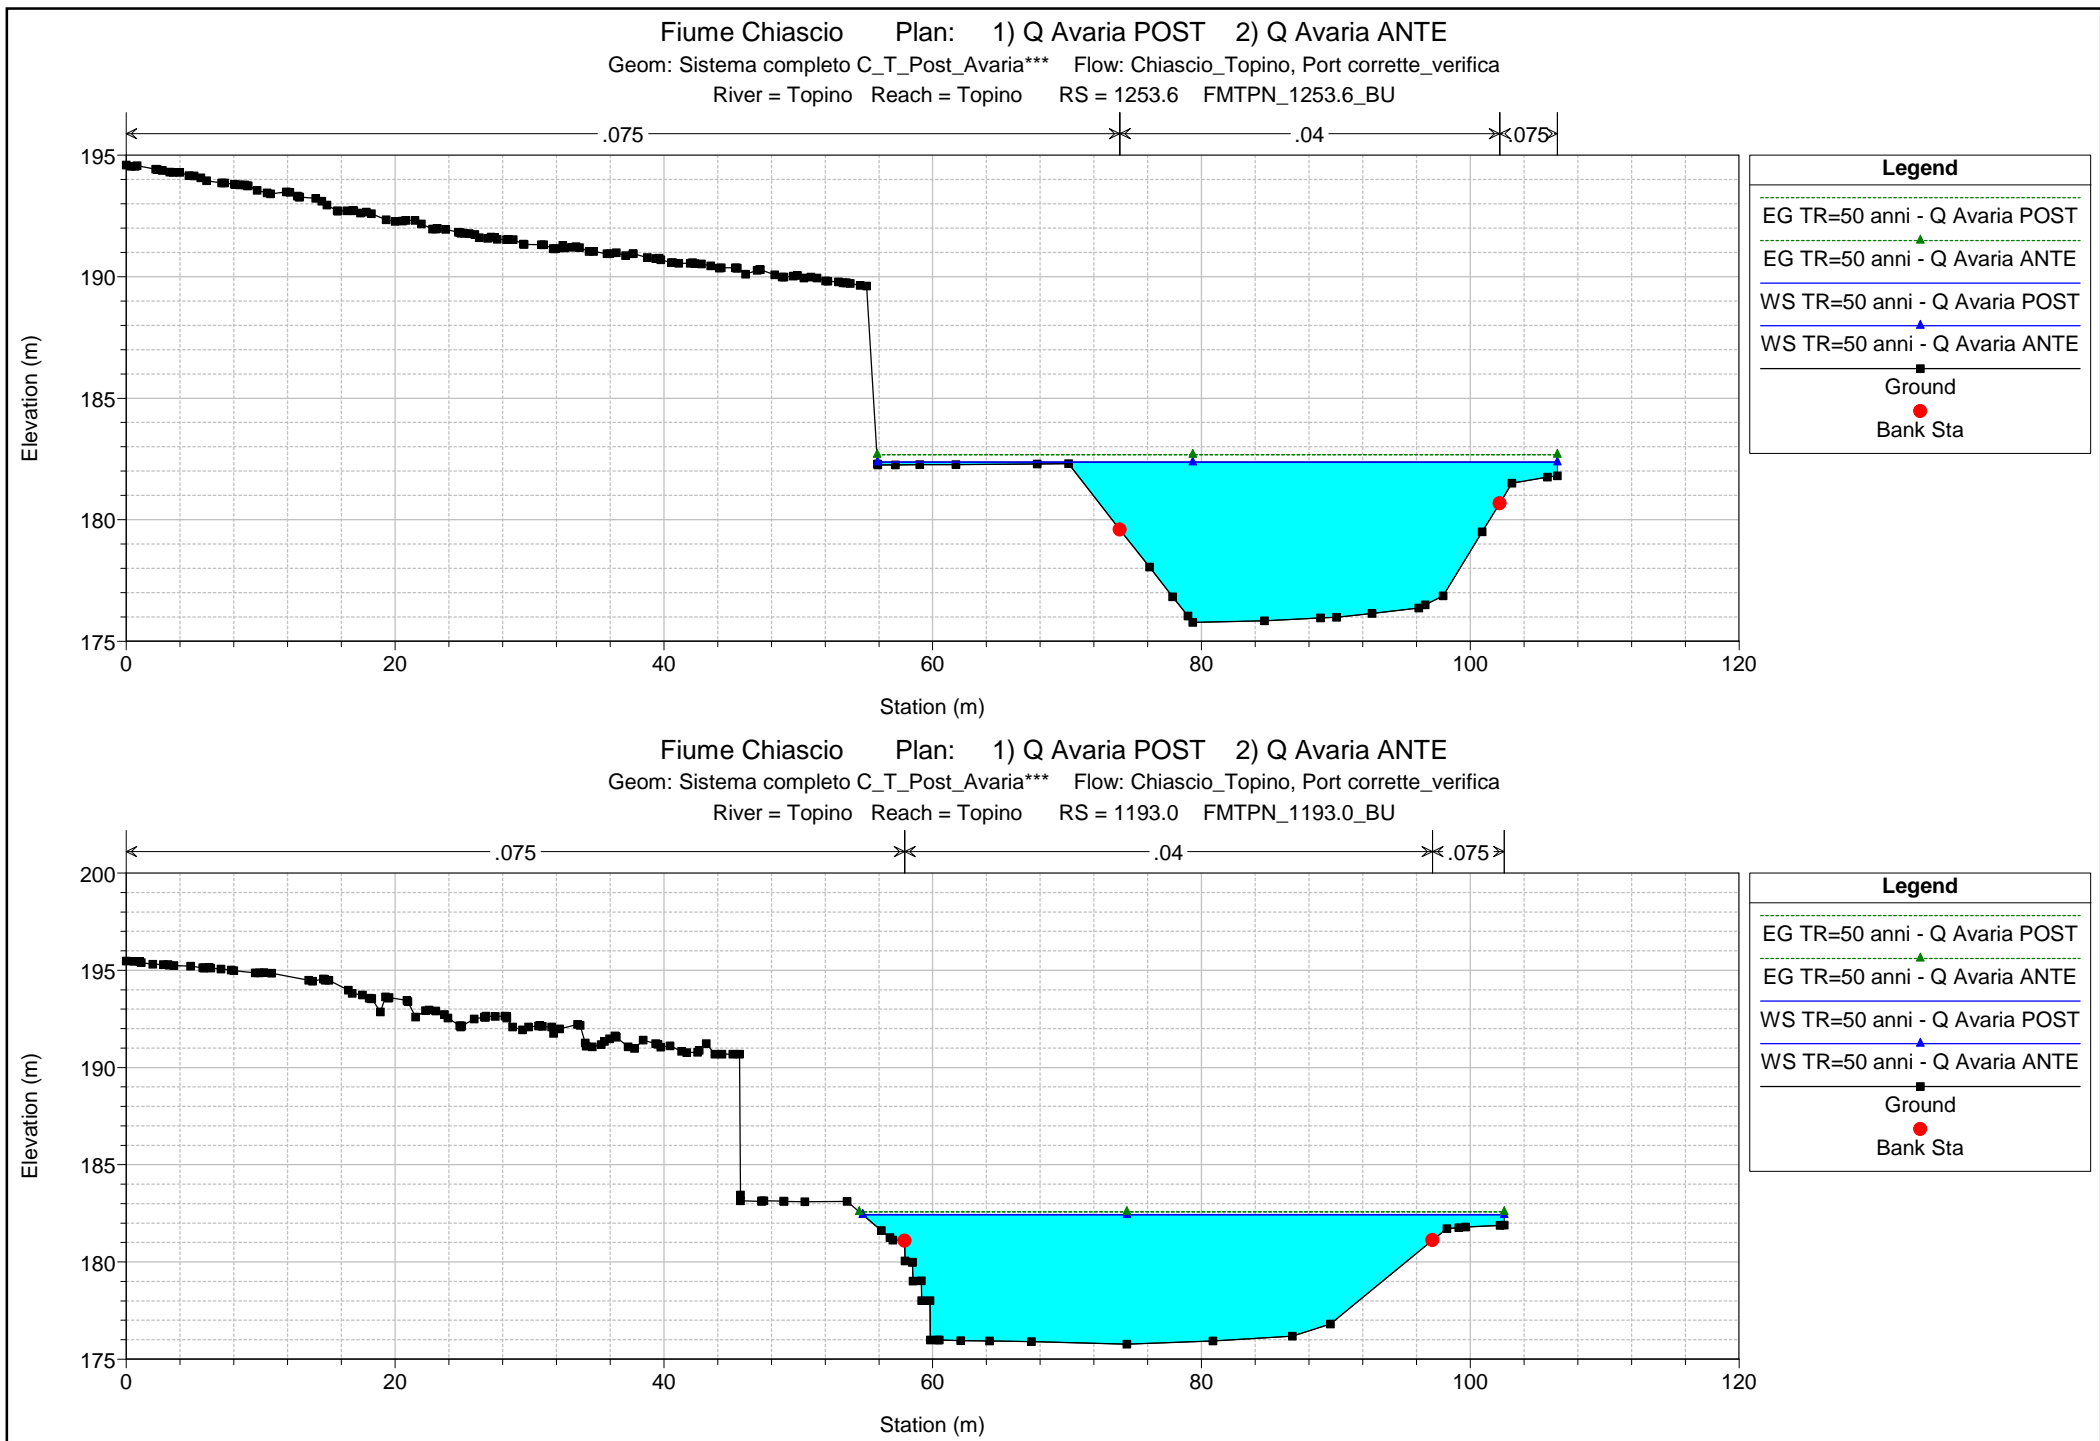 Fiume Chiascio Plan: 1) Q Avaria POST 2) Q Avaria ANTE
Geom: Sistema completo C_T_Post_Avaria*** Flow: Chiascio_Topino, Port corrette_verifica
River = Topino Reach = Topino RS = 1253.6 FMTPN_1253.6_BU
.075 .04 .075
195
190
185
180
175
Elevation (m)
0 20 40 60 80 100 120
Station (m)
Legend
EG TR=50 anni - Q Avaria POST
EG TR=50 anni - Q Avaria ANTE
WS TR=50 anni - Q Avaria POST
WS TR=50 anni - Q Avaria ANTE
Ground
Bank Sta
Fiume Chiascio Plan: 1) Q Avaria POST 2) Q Avaria ANTE
Geom: Sistema completo C_T_Post_Avaria*** Flow: Chiascio_Topino, Port corrette_verifica
River = Topino Reach = Topino RS = 1193.0 FMTPN_1193.0_BU
.075 .04 .075
200
195
190
185
180
175
Elevation (m)
0 20 40 60 80 100 120
Station (m)
Legend
EG TR=50 anni - Q Avaria POST
EG TR=50 anni - Q Avaria ANTE
WS TR=50 anni - Q Avaria POST
WS TR=50 anni - Q Avaria ANTE
Ground
Bank Sta